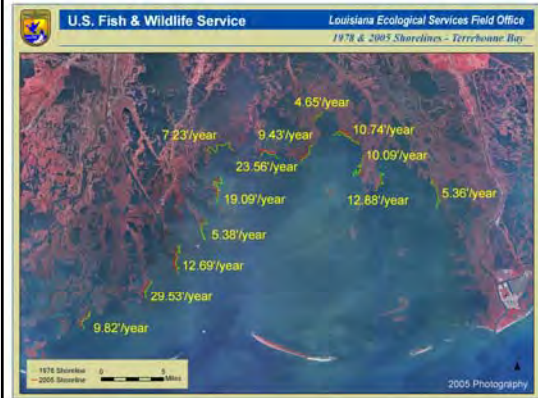 U.S. Fish & Wildlife Service
Louisiana Ecological Services Field Office
1978 & 2005 Shorelines - Terrebonne Bay
4.65'/year
7.23'/year
9.43'/year
10.74'/year
23.56'/year
10.09'/year
19.09'/year
12.88'/year
5.36'/year
5.38'/year
12.69'/year
29.53'/year
9.82'/year
1978 Shoreline
2005 Shoreline
0
5
Miles
2005 Photography